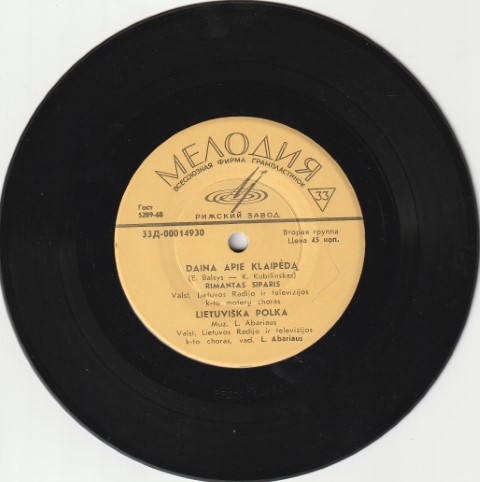 МЕЛОДИЯ
ВСЕСОЮЗНАЯ ФИРМА ГРАМПЛАСТИНОК
33
Гост
5289-68
РИЖСКИЙ ЗАВОД
33Д-00014930
Вторая группа
Цена 45 коп.
DAINA APIE KLAIPĖDĄ
(E. Balsys — K. Kubilinskas)
RIMANTAS SIPARIS
Valst. Lietuvos Radijo ir televizijos
k-to moterų choras
LIETUVIŠKA POLKA
Muz. L. Abariaus
Valst. Lietuvos Radijo ir televizijos
k-to choras, vad. L. Abariaus